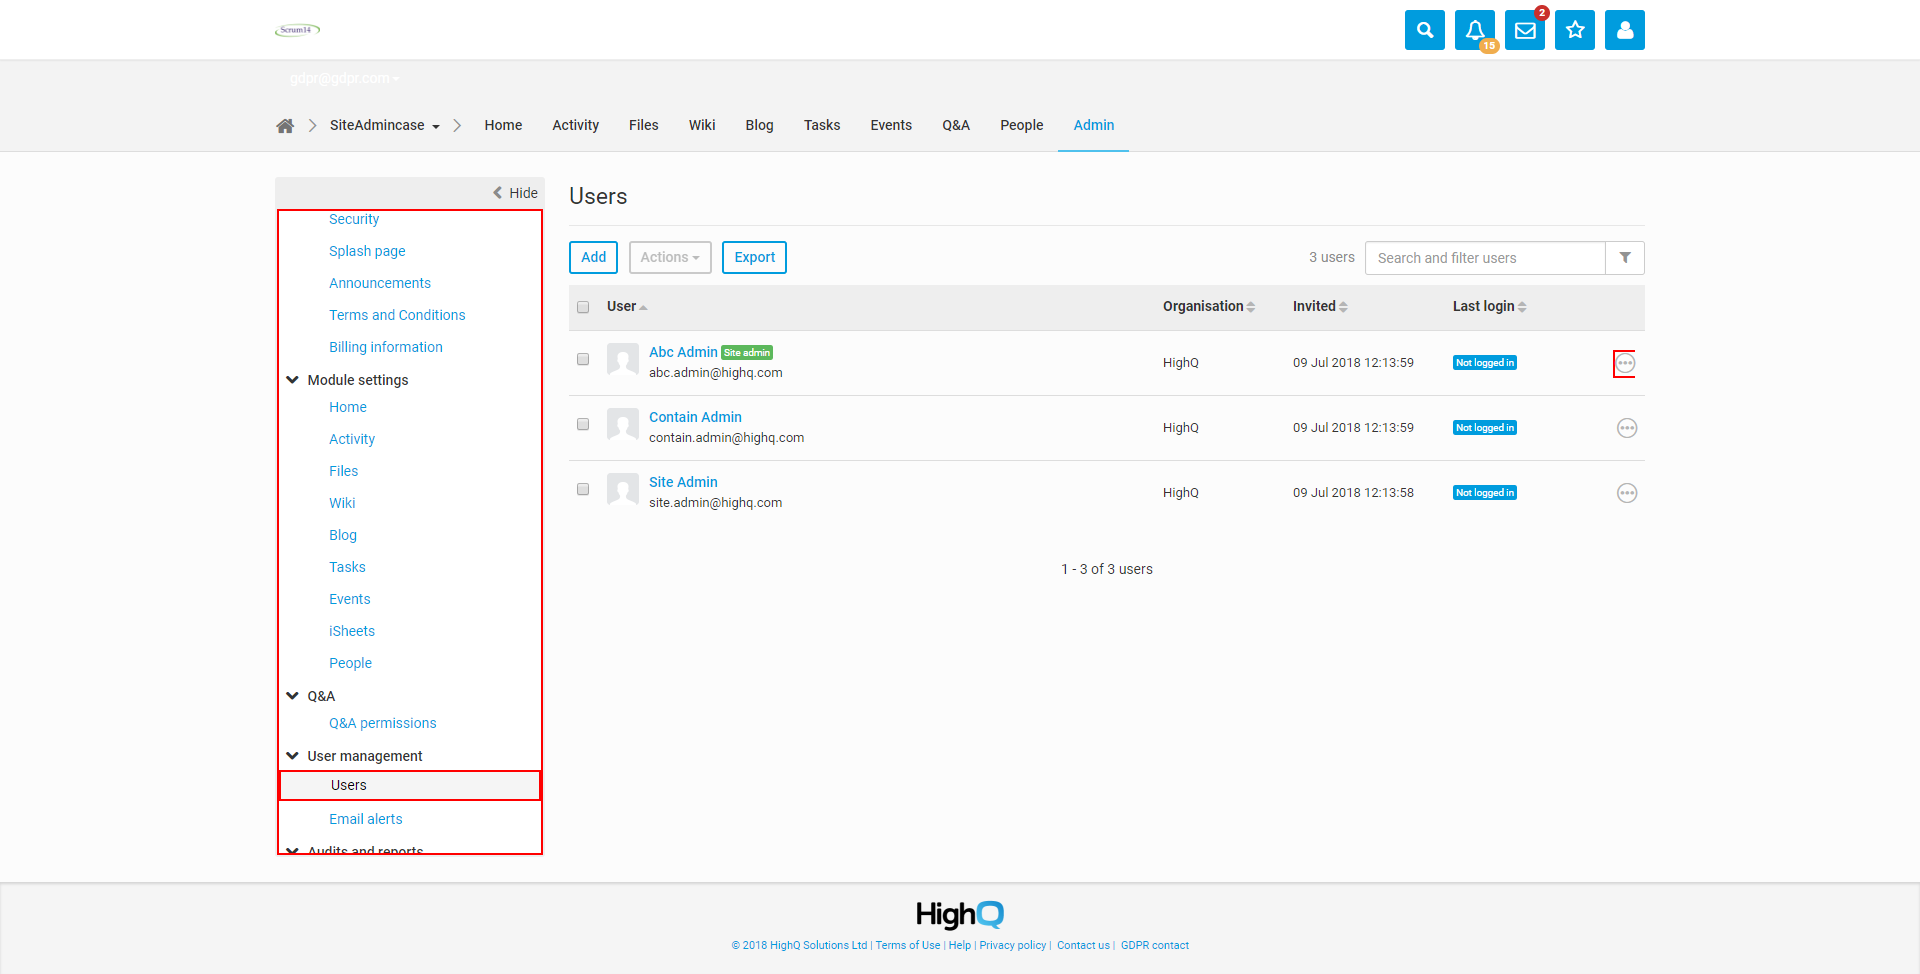 Scrum14
2
15
gdpr@gdpr.com
SiteAdmincase
Home
Activity
Files
Wiki
Blog
Tasks
Events
Q&A
People
Admin
Hide
Security
Splash page
Announcements
Terms and Conditions
Billing information
Module settings
Home
Activity
Files
Wiki
Blog
Tasks
Events
iSheets
People
Q&A
Q&A permissions
User management
Users
Email alerts
Audits and reports
Users
Add
Actions
Export
3 users
Search and filter users
User
Organisation
Invited
Last login
Abc Admin Site admin
abc.admin@highq.com
HighQ
09 Jul 2018 12:13:59
Not logged in
Contain Admin
contain.admin@highq.com
HighQ
09 Jul 2018 12:13:59
Not logged in
Site Admin
site.admin@highq.com
HighQ
09 Jul 2018 12:13:58
Not logged in
1 - 3 of 3 users
HighQ
© 2018 HighQ Solutions Ltd | Terms of Use | Help | Privacy policy | Contact us | GDPR contact